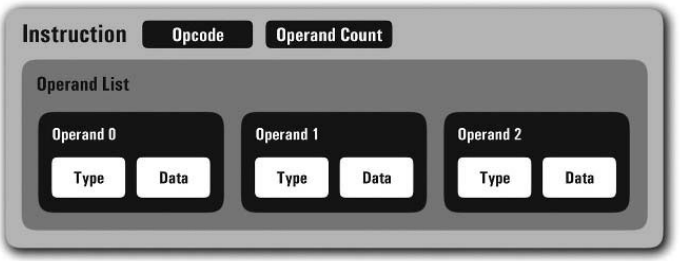 Instruction Opcode Operand Count
Operand List
Operand 0 Operand 1 Operand 2
Type Data Type Data Type Data